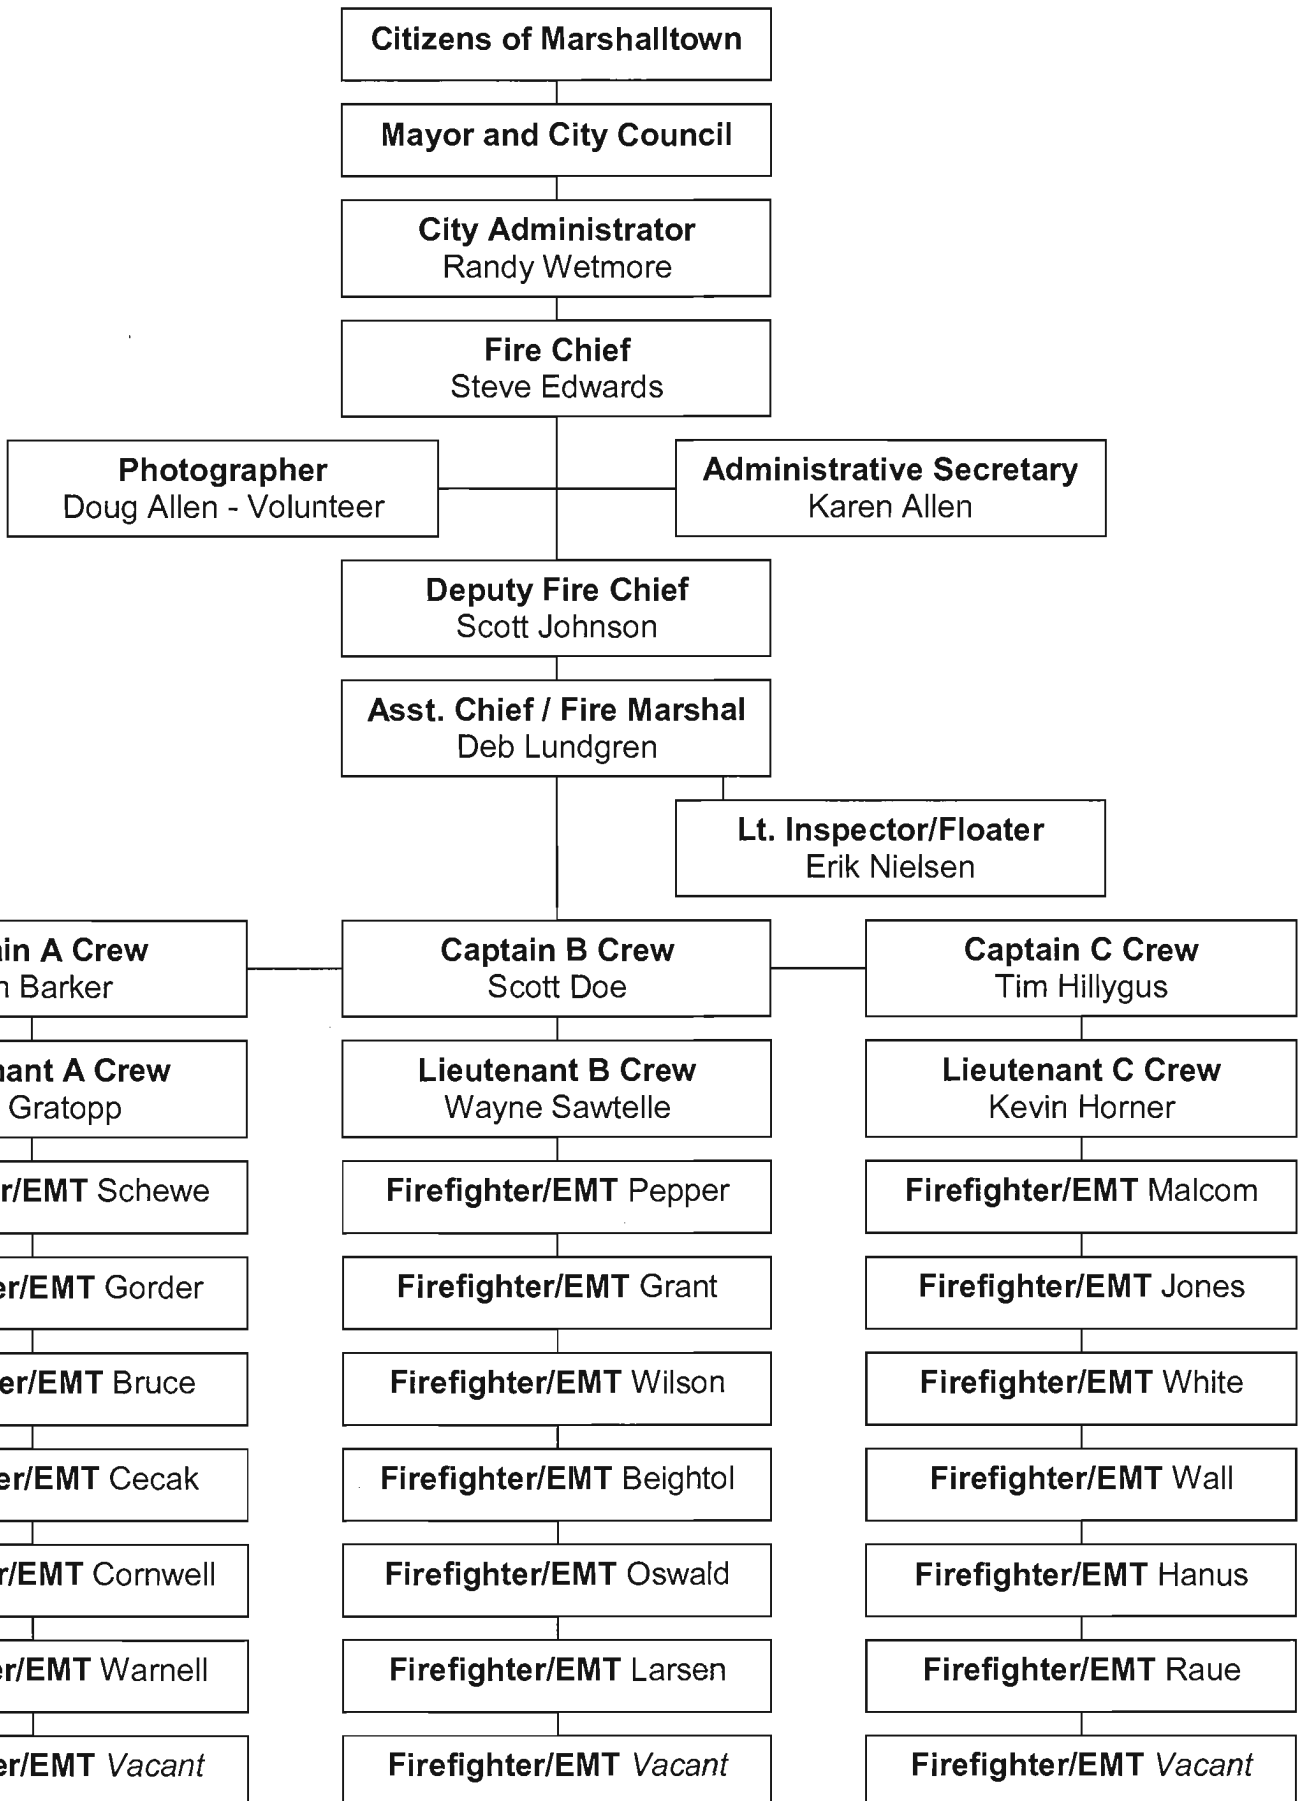 Citizens of Marshalltown
Mayor and City Council
City Administrator
Randy Wetmore
Fire Chief
Steve Edwards
Photographer
Doug Allen - Volunteer
Administrative Secretary
Karen Allen
Deputy Fire Chief
Scott Johnson
Asst. Chief / Fire Marshal
Deb Lundgren
Lt. Inspector/Floater
Erik Nielsen
in A Crew
Barker
Captain B Crew
Scott Doe
Captain C Crew
Tim Hillygus
ant A Crew
Gratopp
Lieutenant B Crew
Wayne Sawtelle
Lieutenant C Crew
Kevin Horner
r/EMT Schewe
Firefighter/EMT Pepper
Firefighter/EMT Malcom
er/EMT Gorder
Firefighter/EMT Grant
Firefighter/EMT Jones
er/EMT Bruce
Firefighter/EMT Wilson
Firefighter/EMT White
er/EMT Cecak
Firefighter/EMT Beightol
Firefighter/EMT Wall
r/EMT Cornwell
Firefighter/EMT Oswald
Firefighter/EMT Hanus
er/EMT Warnell
Firefighter/EMT Larsen
Firefighter/EMT Raue
er/EMT Vacant
Firefighter/EMT Vacant
Firefighter/EMT Vacant